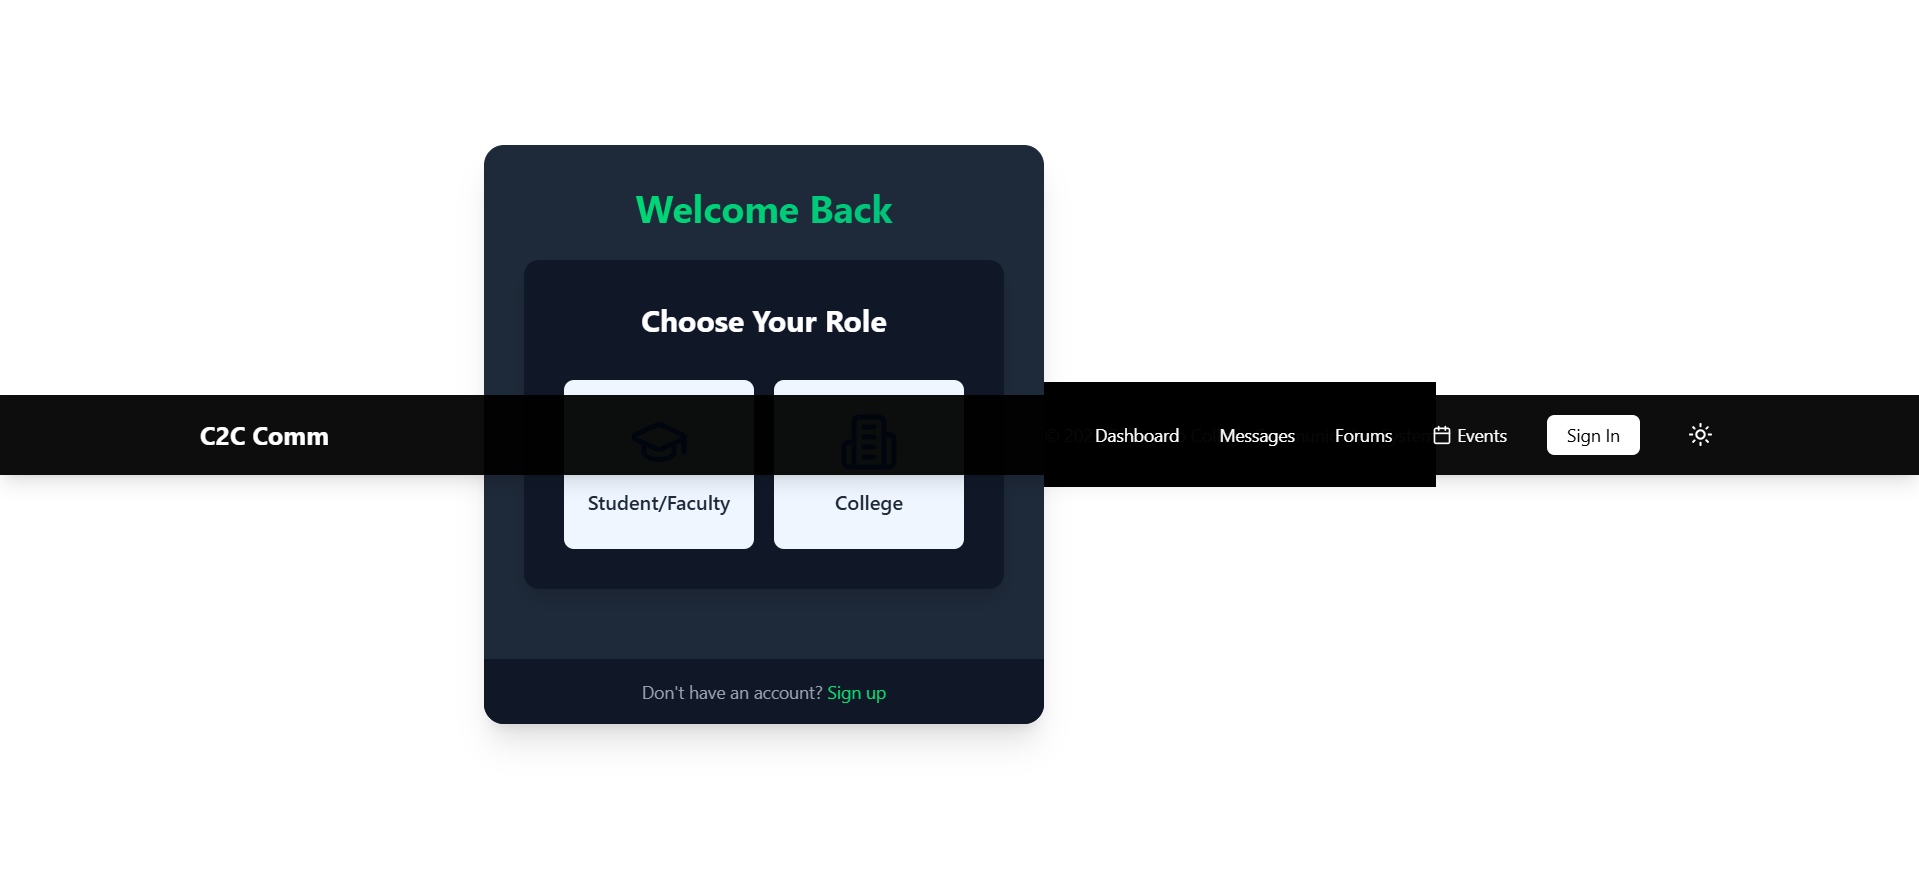 Welcome Back
Choose Your Role
C2C Comm
Dashboard
Messages
Forums
Events
Sign In
Student/Faculty
College
Don't have an account? Sign up